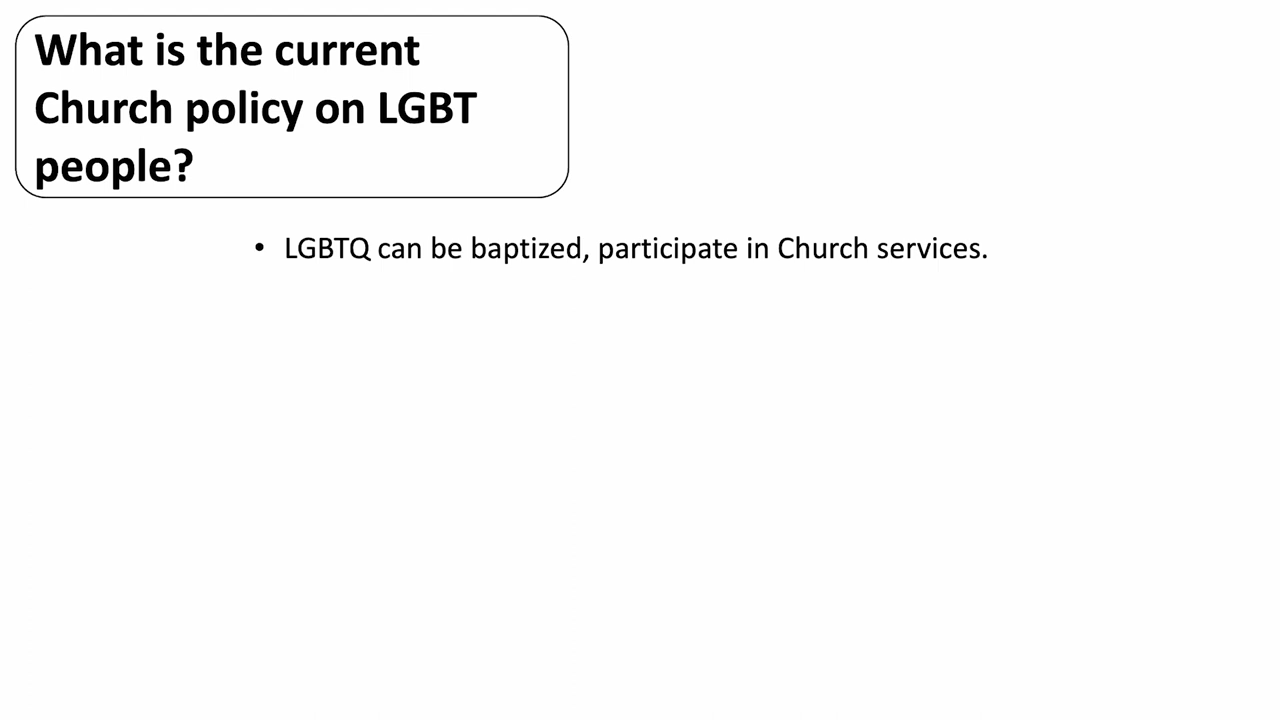 What is the current
Church policy on LGBT
people?
• LGBTQ can be baptized, participate in Church services.